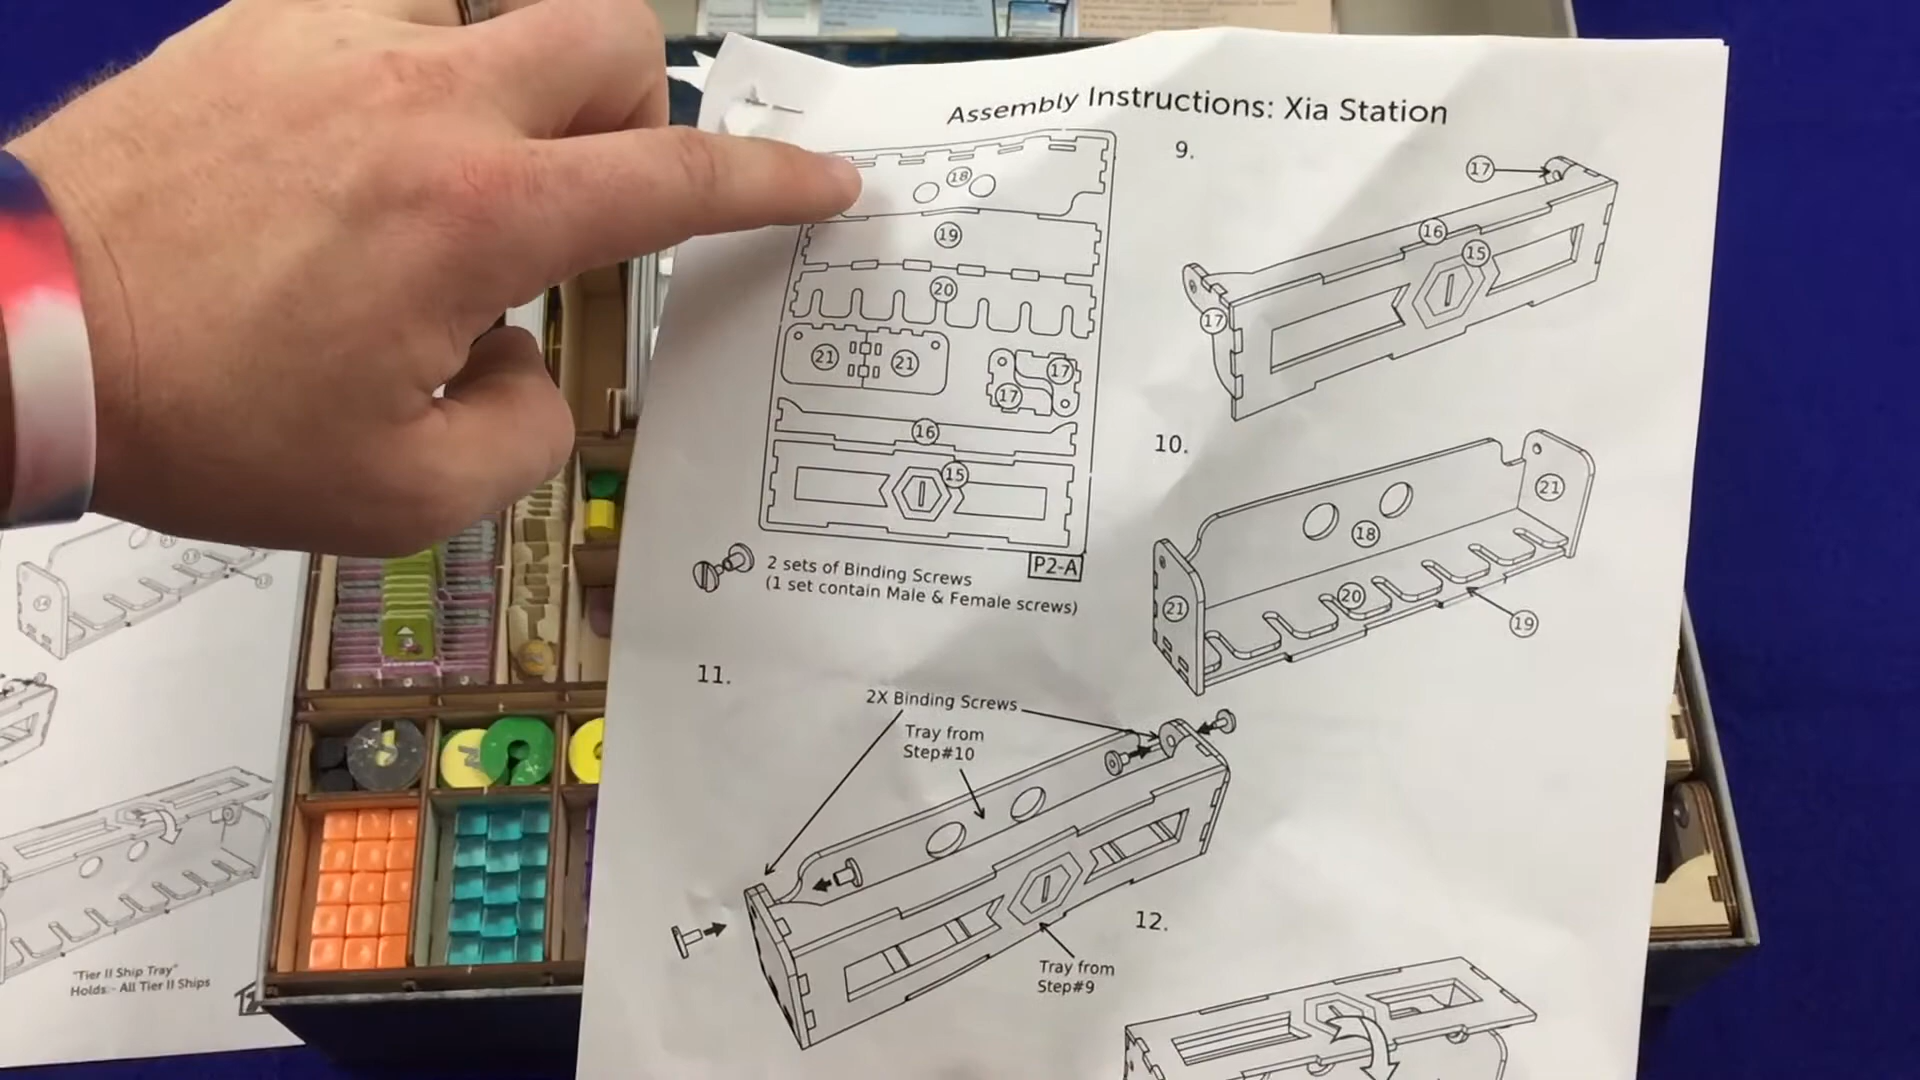 Assembly Instructions: Xia Station
18
19
20
21
21
17
17
16
15
P2-A
2 sets of Binding Screws
(1 set contain Male & Female screws)
9.
17
16
15
17
10.
21
18
20
21
19
11.
2X Binding Screws
Tray from
Step#10
Tray from
Step#9
12.
14
"Tier II Ship Tray"
Holds:- All Tier II Ships